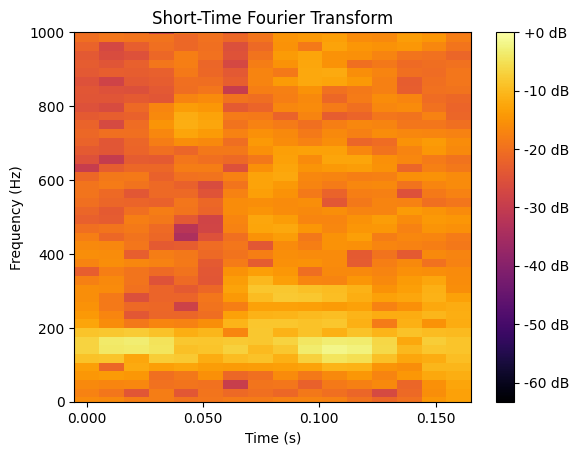 Short-Time Fourier Transform
1000
800
600
400
200
0
Frequency (Hz)
0.000
0.050
0.100
0.150
Time (s)
+0 dB
-10 dB
-20 dB
-30 dB
-40 dB
-50 dB
-60 dB